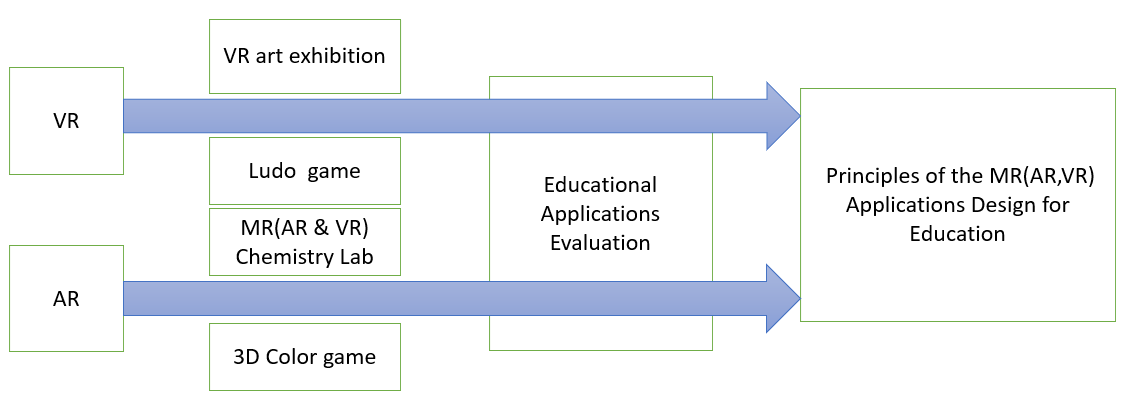 VR art exhibition
VR
Ludo  game
MR(AR & VR)
Chemistry Lab
AR
3D Color game
Educational
Applications
Evaluation
Principles of the MR(AR,VR)
Applications Design for
Education